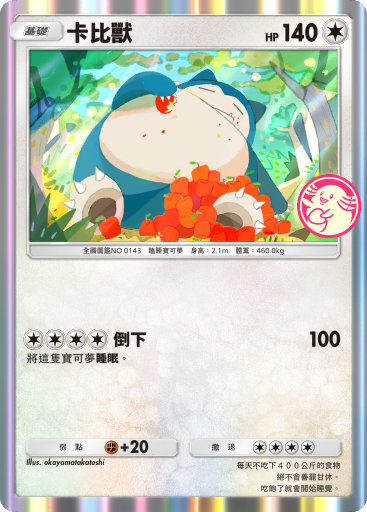 基礎 卡比獸 HP 140
全國圖鑑NO.0143 瞌睡寶可夢 身高:2.1m 體重:460.0kg
倒下 100
將這隻寶可夢睡眠。
弱點 +20 撤退
Illus. okayamatakatoshi
每天不吃下400公斤的食物
絕不會善罷甘休。
吃飽了就會開始睡覺。